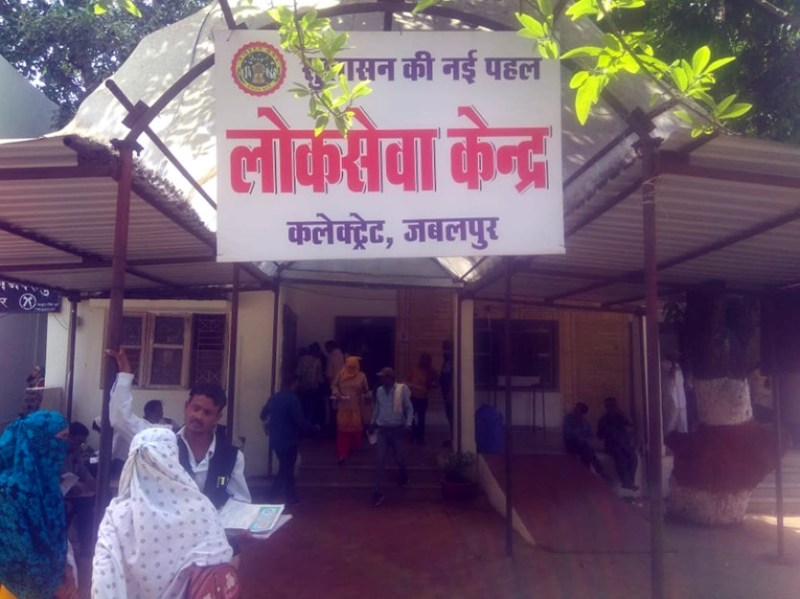 की नई पहल
लोकसेवा केन्द्र
कलेक्ट्रेट, जबलपुर